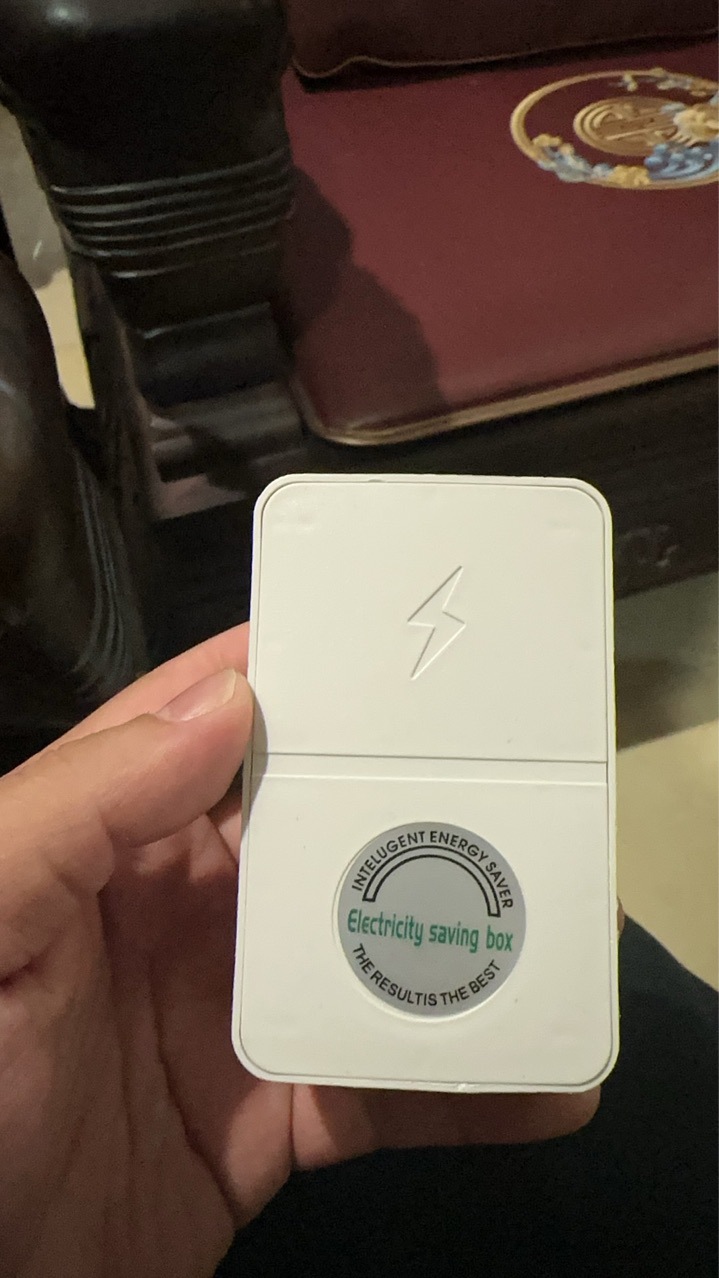 INTELUGENT ENERGY SAVER
Electricity saving box
THE RESULTIS THE BEST